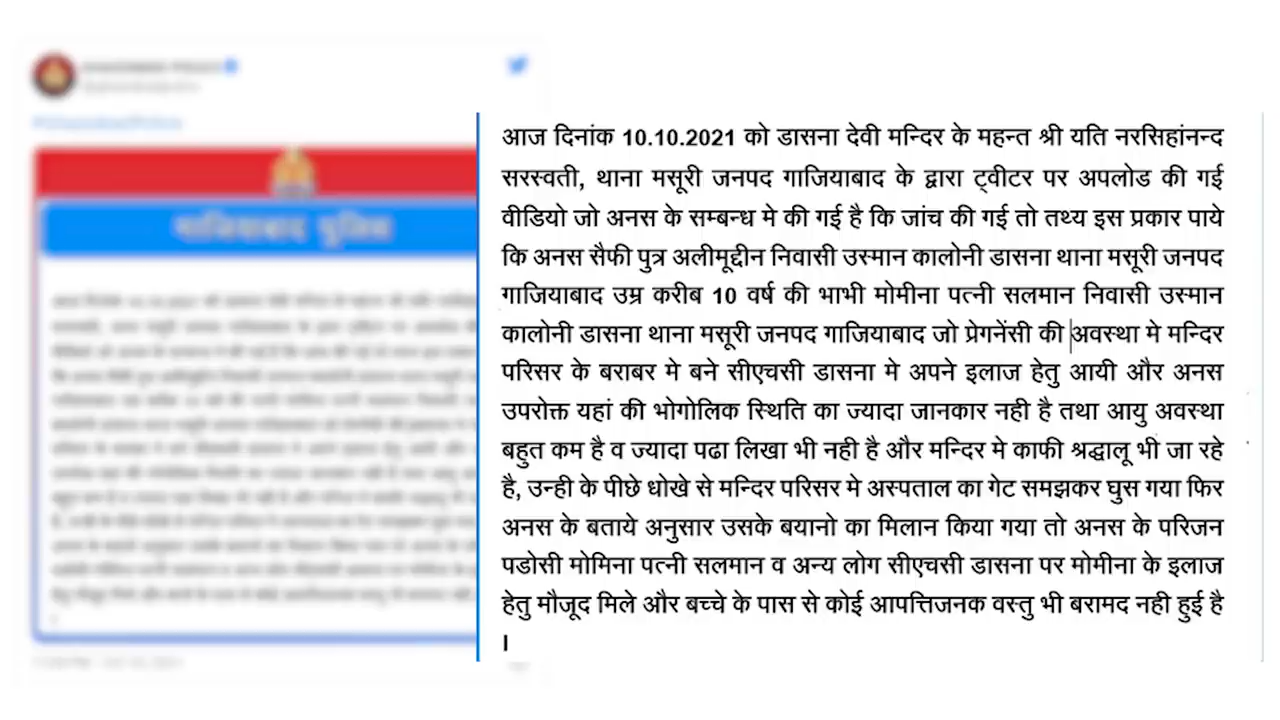 गाजियाबाद पुलिस
आज दिनांक 10.10.2021 को डासना देवी मन्दिर के महन्त श्री यति नरसिहांनन्द
सरस्वती, थाना मसूरी जनपद गाजियाबाद के द्वारा ट्वीटर पर अपलोड की गई
वीडियो जो अनस के सम्बन्ध मे की गई है कि जांच की गई तो तथ्य इस प्रकार पाये
कि अनस सैफी पुत्र अलीमूद्दीन निवासी उस्मान कालोनी डासना थाना मसूरी जनपद
गाजियाबाद उम्र करीब 10 वर्ष की भाभी मोमीना पत्नी सलमान निवासी उस्मान
कालोनी डासना थाना मसूरी जनपद गाजियाबाद जो प्रेगनेंसी की अवस्था मे मन्दिर
परिसर के बराबर मे बने सीएचसी डासना मे अपने इलाज हेतु आयी और अनस
उपरोक्त यहां की भोगोलिक स्थिति का ज्यादा जानकार नही है तथा आयु अवस्था
बहुत कम है व ज्यादा पढा लिखा भी नही है और मन्दिर मे काफी श्रद्धालू भी जा रहे
है, उन्ही के पीछे धोखे से मन्दिर परिसर मे अस्पताल का गेट समझकर घुस गया फिर
अनस के बताये अनुसार उसके बयानो का मिलान किया गया तो अनस के परिजन
पडोसी मोमिना पत्नी सलमान व अन्य लोग सीएचसी डासना पर मोमीना के इलाज
हेतु मौजूद मिले और बच्चे के पास से कोई आपत्तिजनक वस्तु भी बरामद नही हुई है
।